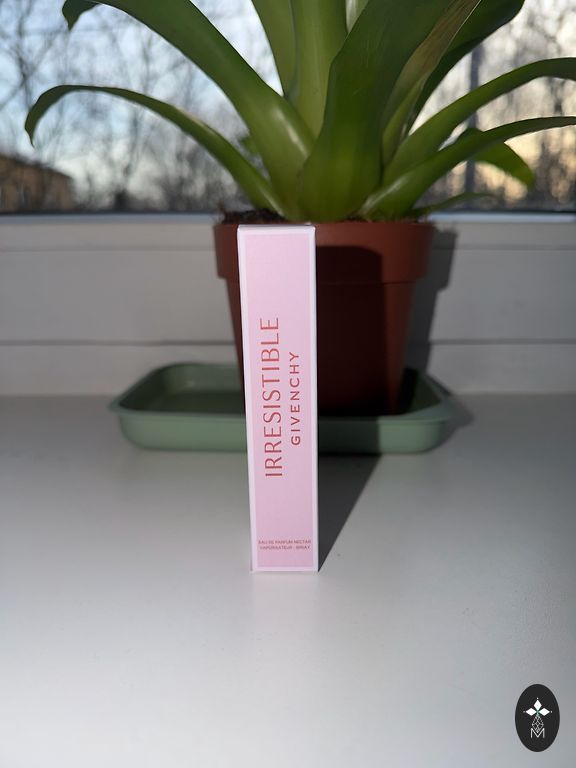 IRRESISTIBLE
GIVENCHY
EAU DE PARFUM NECTAR
VAPORISATEUR - SPRAY
M